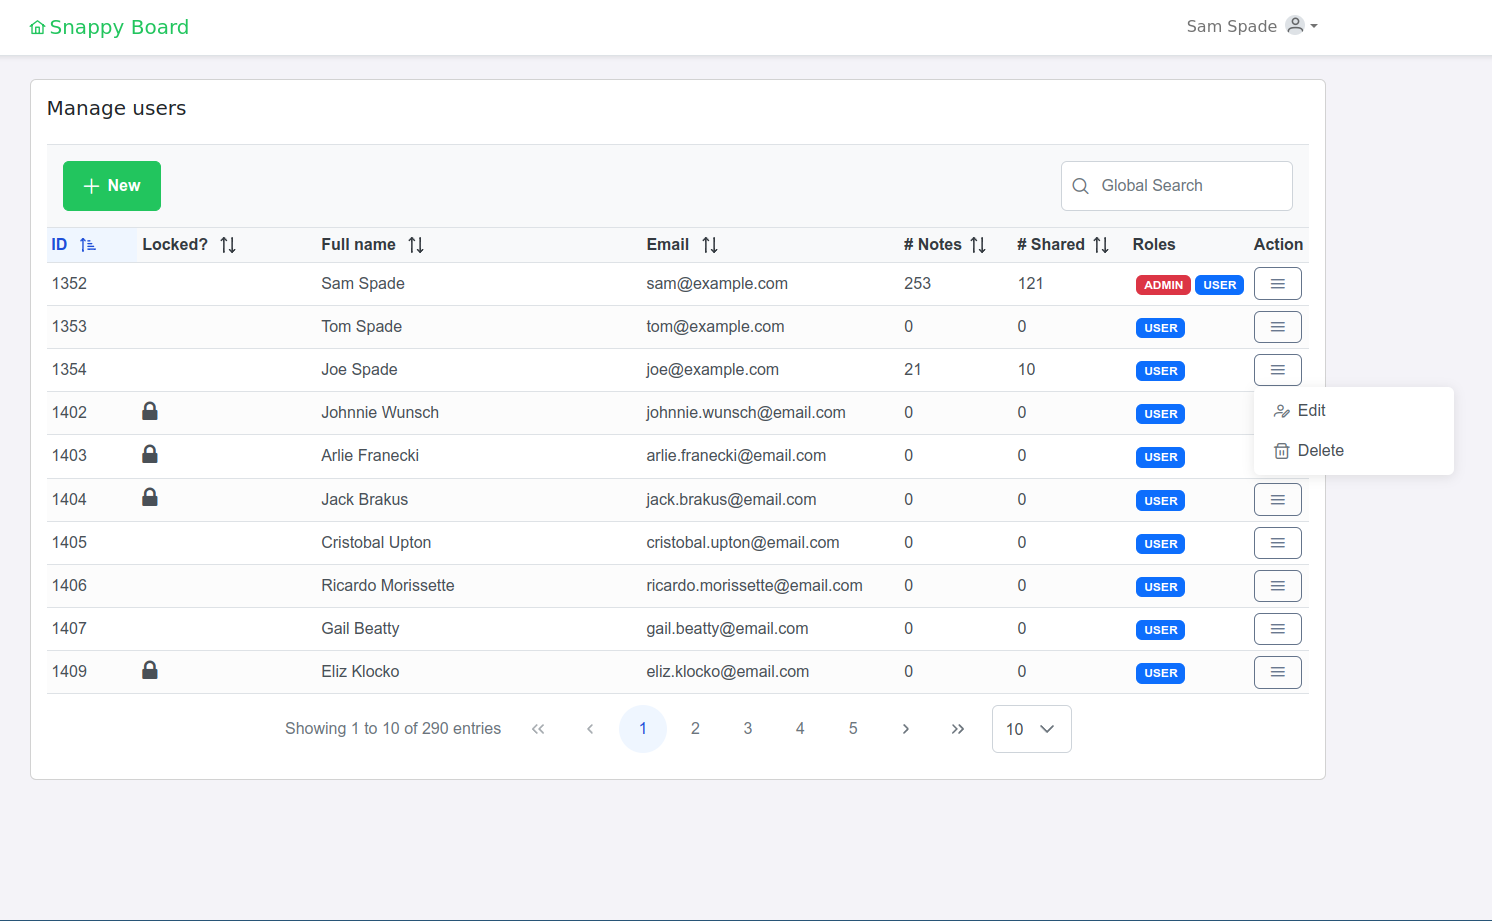 Snappy Board Sam Spade
Manage users
New Global Search
ID Locked? Full name Email # Notes # Shared Roles Action
1352 Sam Spade sam@example.com 253 121 ADMIN USER
1353 Tom Spade tom@example.com 0 0 USER
1354 Joe Spade joe@example.com 21 10 USER
1402 Johnnie Wunsch johnnie.wunsch@email.com 0 0 USER
Edit
1403 Arlie Franecki arlie.franecki@email.com 0 0 USER
Delete
1404 Jack Brakus jack.brakus@email.com 0 0 USER
1405 Cristobal Upton cristobal.upton@email.com 0 0 USER
1406 Ricardo Morissette ricardo.morissette@email.com 0 0 USER
1407 Gail Beatty gail.beatty@email.com 0 0 USER
1409 Eliz Klocko eliz.klocko@email.com 0 0 USER
Showing 1 to 10 of 290 entries 1 2 3 4 5 10